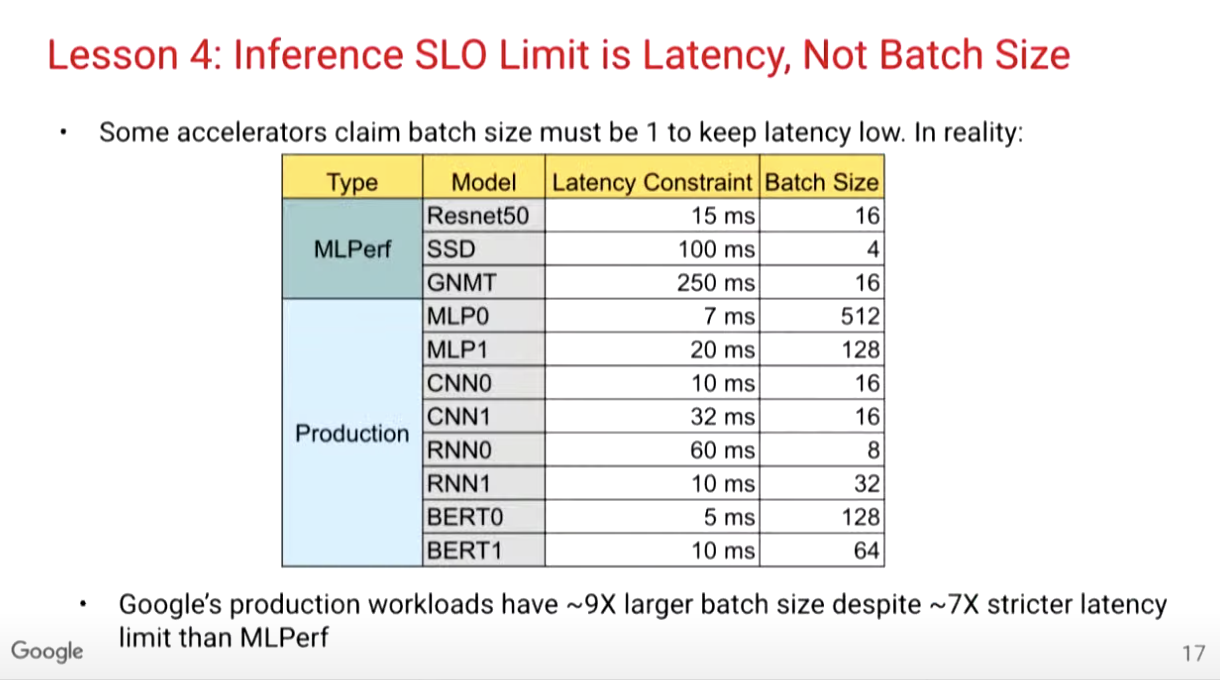 Lesson 4: Inference SLO Limit is Latency, Not Batch Size
• Some accelerators claim batch size must be 1 to keep latency low. In reality:
Type Model Latency Constraint Batch Size
MLPerf
Resnet50 15 ms 16
SSD 100 ms 4
GNMT 250 ms 16
Production
MLP0 7 ms 512
MLP1 20 ms 128
CNN0 10 ms 16
CNN1 32 ms 16
RNN0 60 ms 8
RNN1 10 ms 32
BERT0 5 ms 128
BERT1 10 ms 64
• Google's production workloads have ~9X larger batch size despite ~7X stricter latency
limit than MLPerf
Google
17